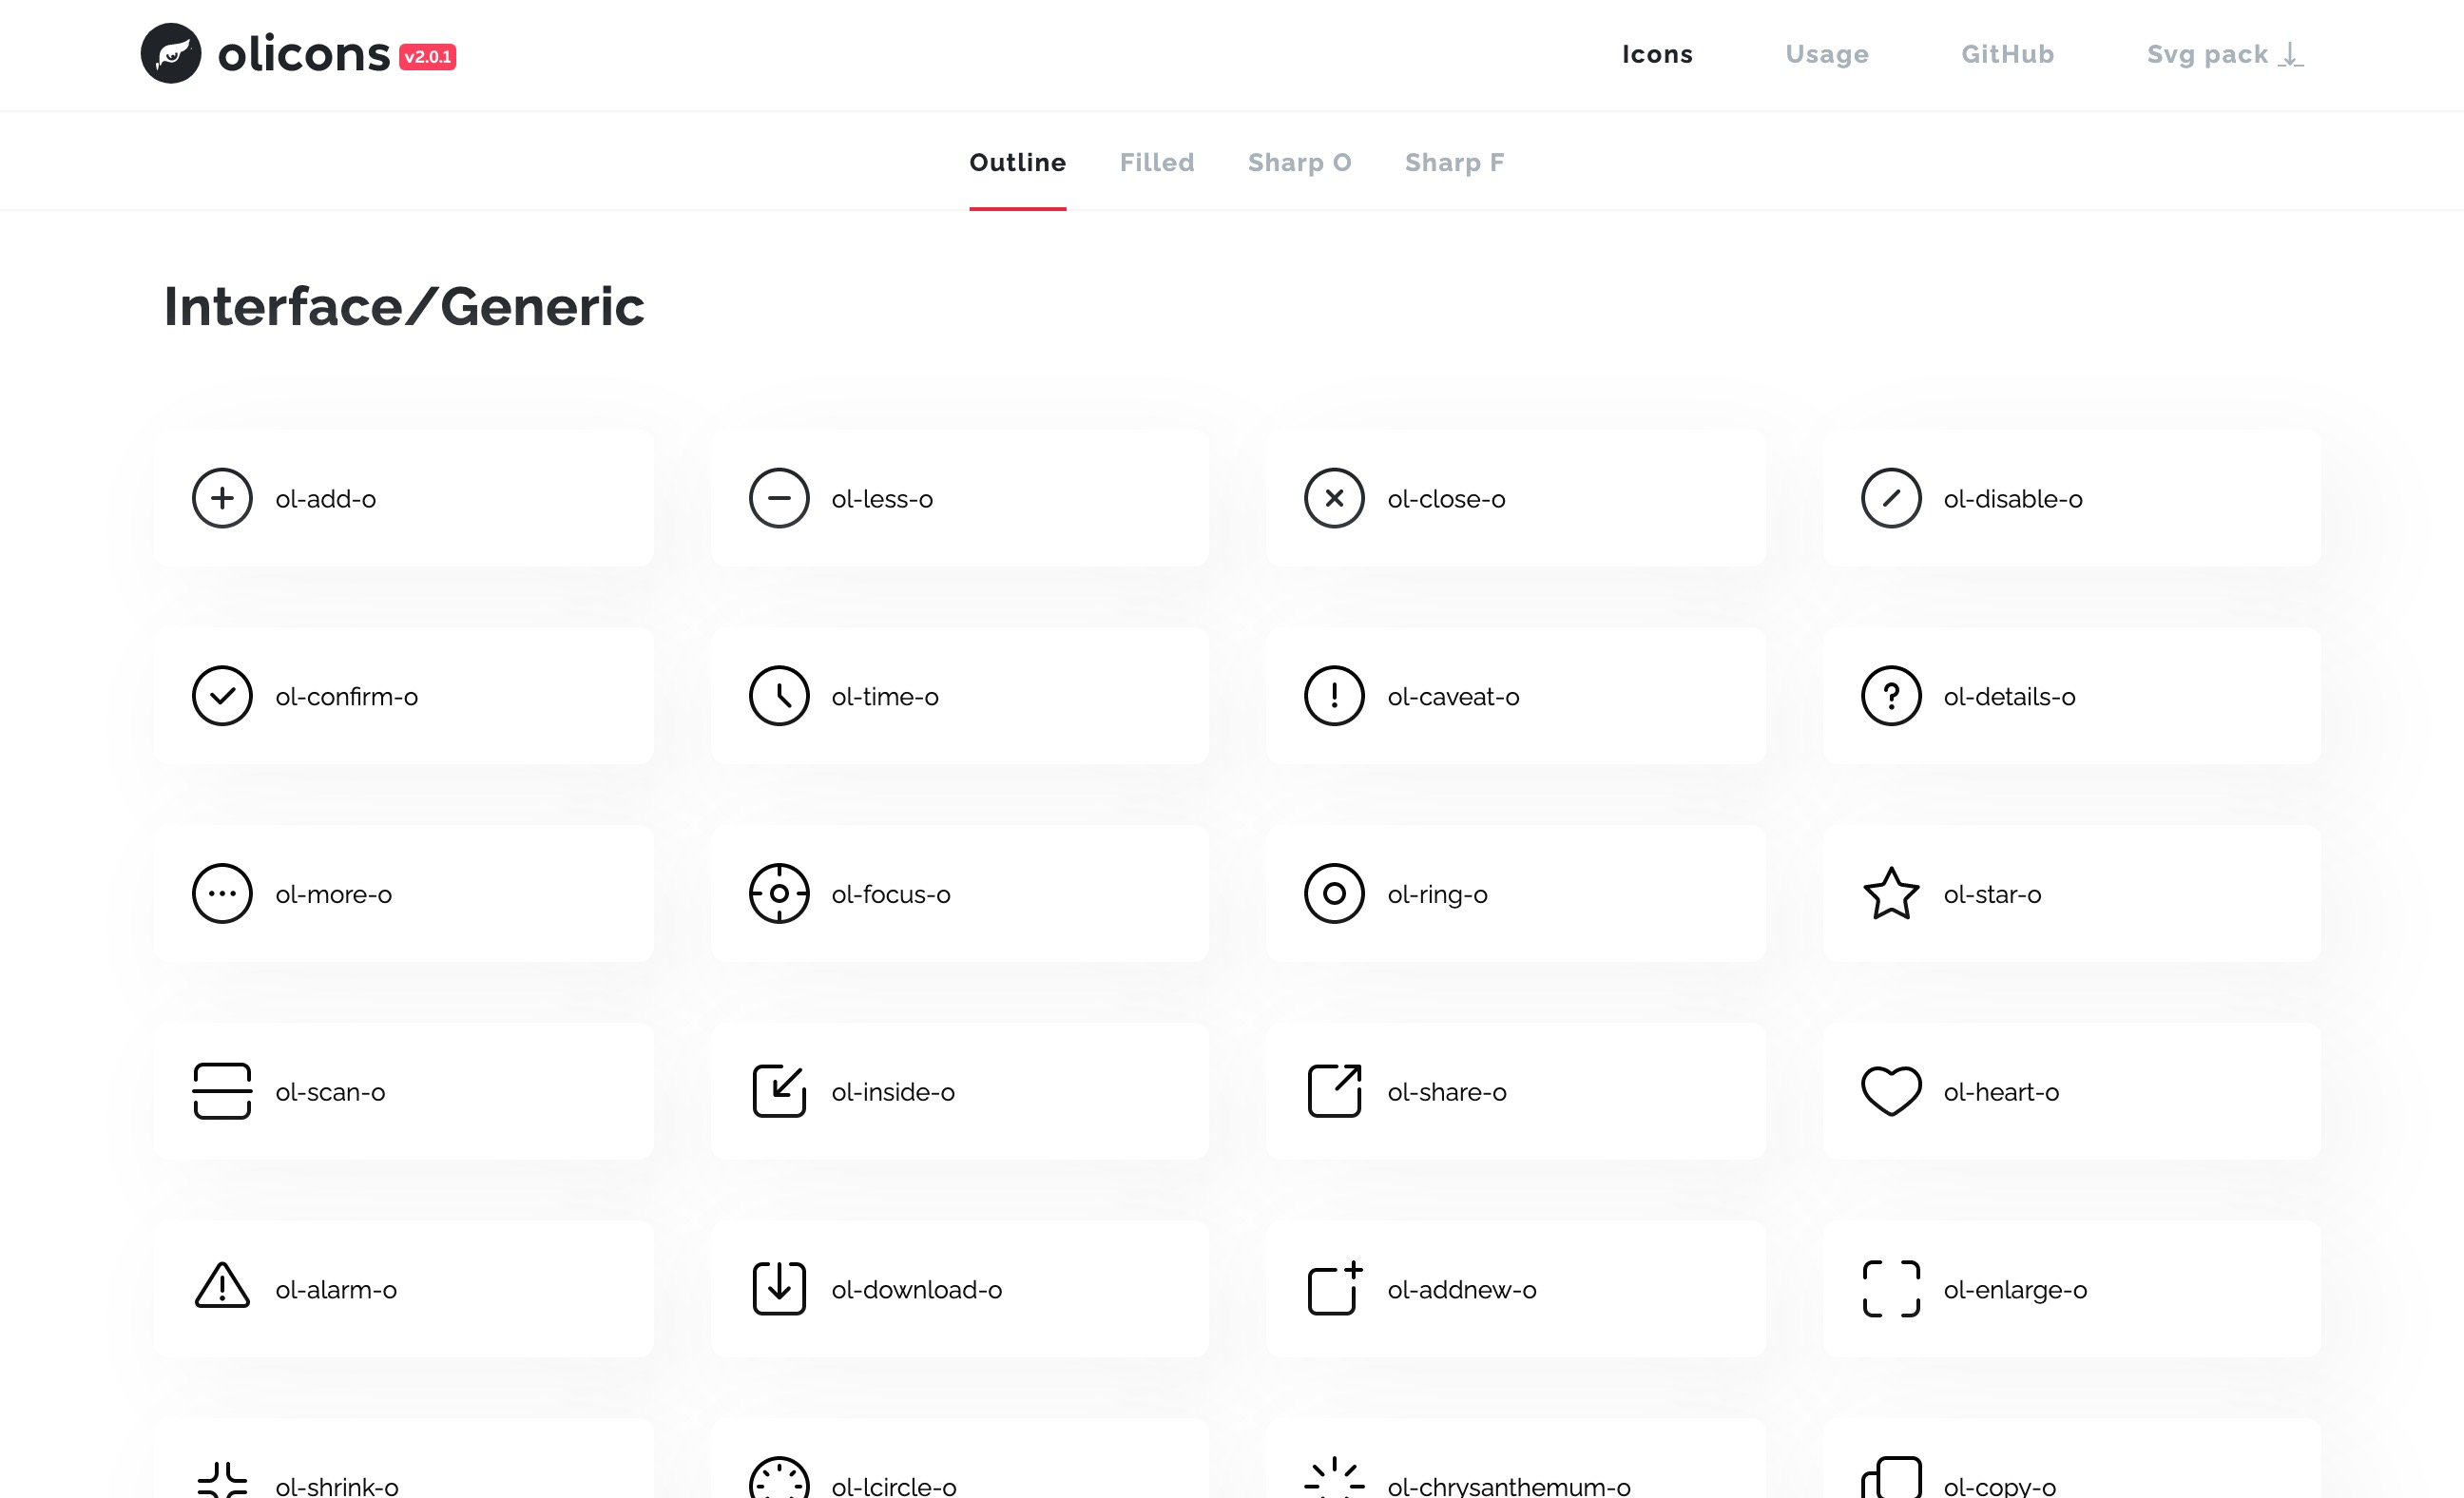 olicons v2.0.1 Icons Usage GitHub Svg pack
Outline Filled Sharp O Sharp F
Interface/Generic
ol-add-o ol-less-o ol-close-o ol-disable-o
ol-confirm-o ol-time-o ol-caveat-o ol-details-o
ol-more-o ol-focus-o ol-ring-o ol-star-o
ol-scan-o ol-inside-o ol-share-o ol-heart-o
ol-alarm-o ol-download-o ol-addnew-o ol-enlarge-o
ol-shrink-o ol-lcircle-o ol-chrysanthemum-o ol-copy-o